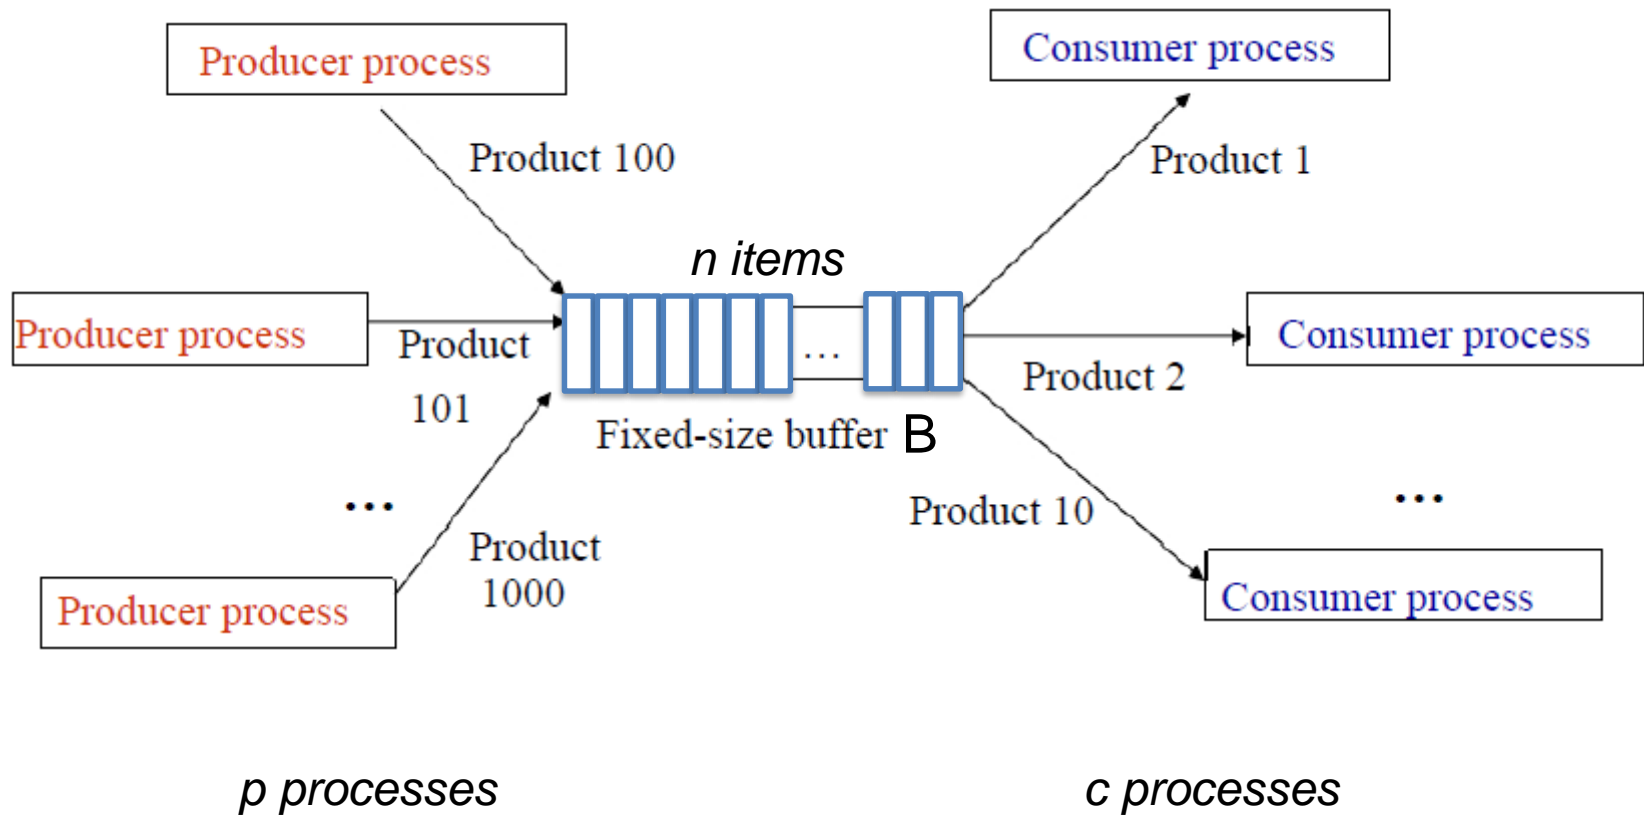 Producer process
Consumer process
Product 100
Product 1
n items
Producer process
Product
101
...
Consumer process
Product 2
Fixed-size buffer B
...
Product 10
...
Product
1000
Producer process
Consumer process
p processes
c processes